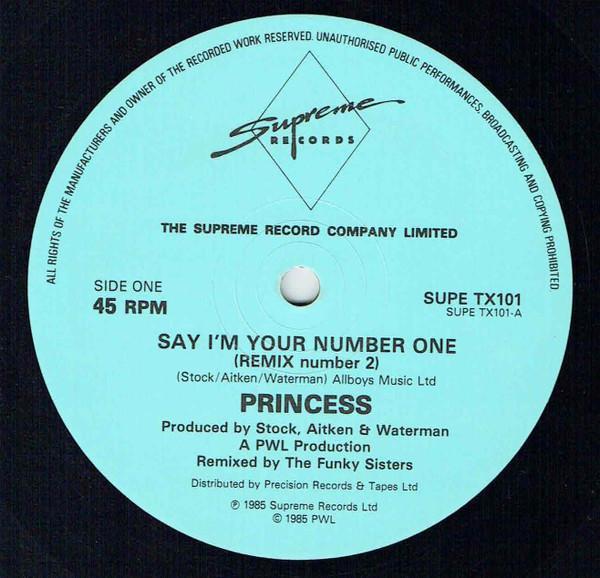 ALL RIGHTS OF THE MANUFACTURERS AND OWNER OF THE RECORDED WORK RESERVED. UNAUTHORISED PUBLIC PERFORMANCES, BROADCASTING AND COPYING PROHIBITED.
Supreme
RECORDS
THE SUPREME RECORD COMPANY LIMITED
SIDE ONE
45 RPM
SUPE TX101
SUPE TX101-A
SAY I'M YOUR NUMBER ONE
(REMIX number 2)
(Stock/Aitken/Waterman) Allboys Music Ltd
PRINCESS
Produced by Stock, Aitken & Waterman
A PWL Production
Remixed by The Funky Sisters
Distributed by Precision Records & Tapes Ltd
℗ 1985 Supreme Records Ltd
© 1985 PWL